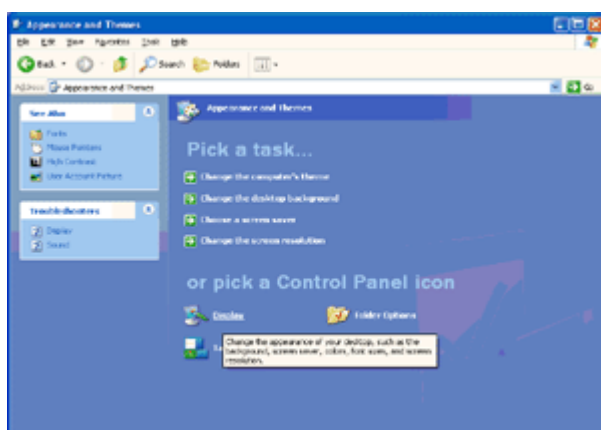 Appearance and Themes
File Edit View Favorites Tools Help
Back Search Folders
Address Appearance and Themes Go
See Also
Fonts
Mouse Pointers
High Contrast
User Account Picture
Troubleshooters
Display
Sound
Appearance and Themes
Pick a task...
Change the computer's theme
Change the desktop background
Choose a screen saver
Change the screen resolution
or pick a Control Panel icon
Display Folder Options
Change the appearance of your desktop, such as the
background, screen saver, colors, font sizes, and screen
resolution.